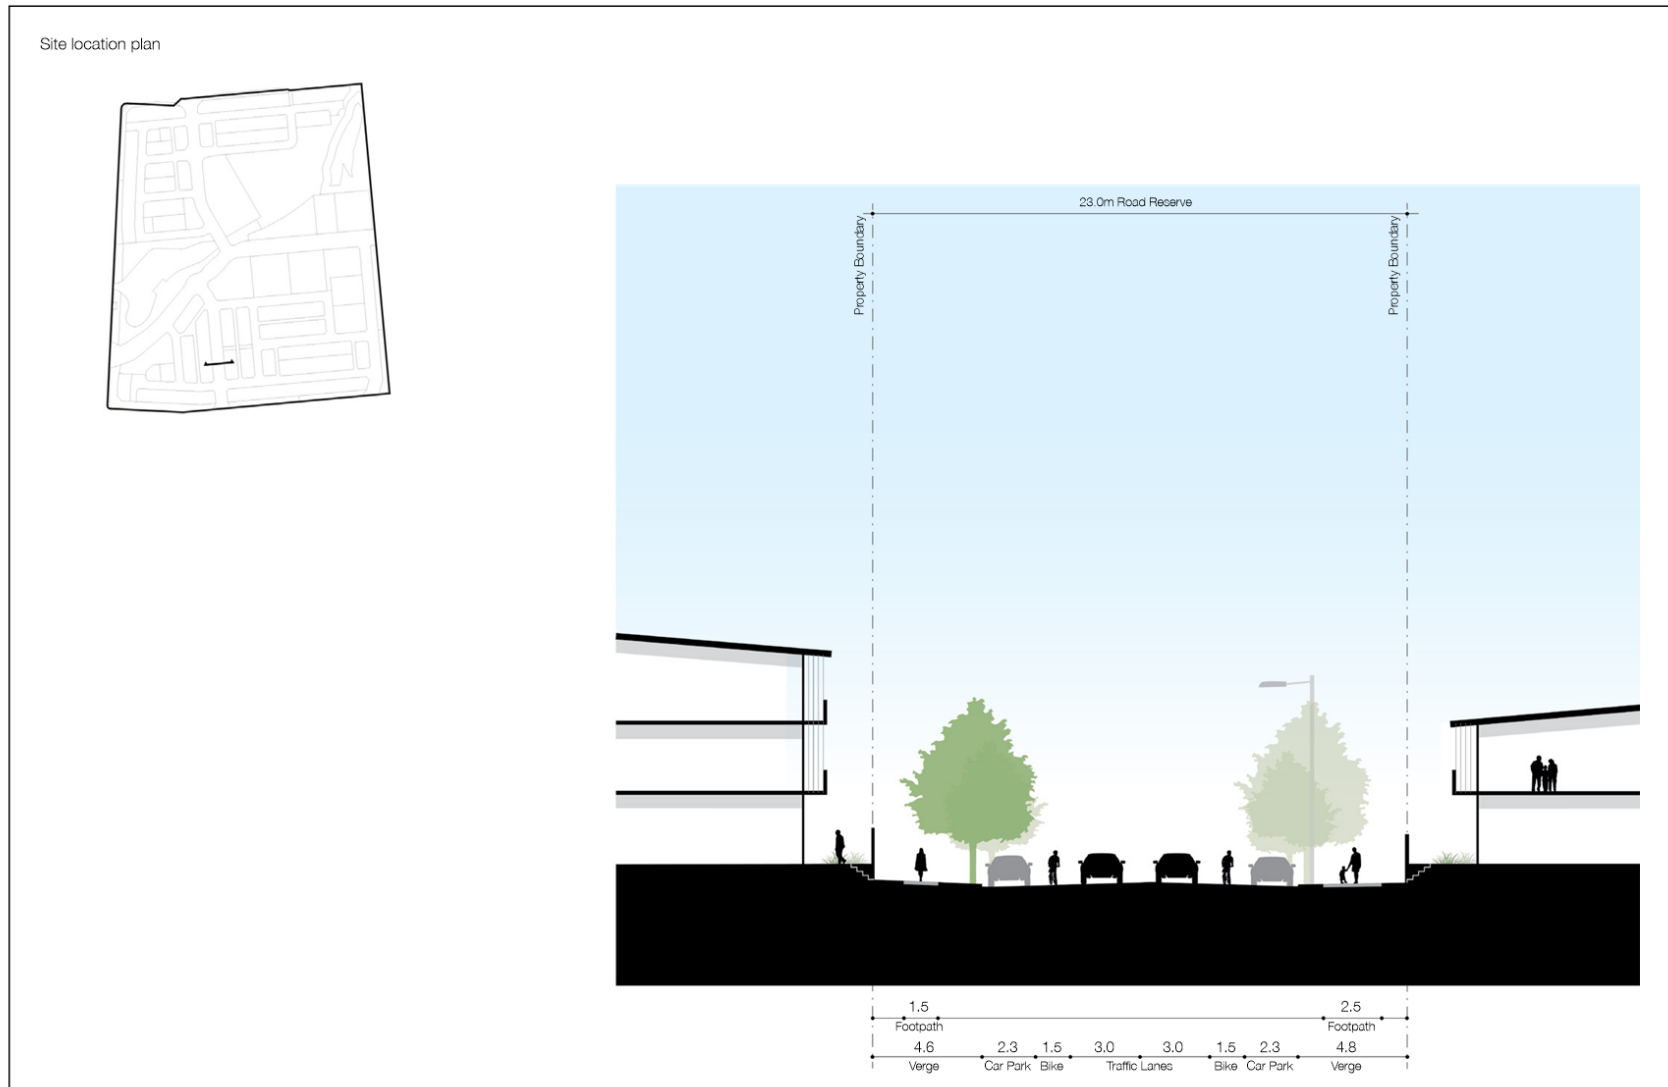 Site location plan
23.0m Road Reserve
Property Boundary
Property Boundary
1.5
2.5
Footpath
Footpath
4.6 2.3 1.5 3.0 3.0 1.5 2.3 4.8
Verge Car Park Bike Traffic Lanes Bike Car Park Verge